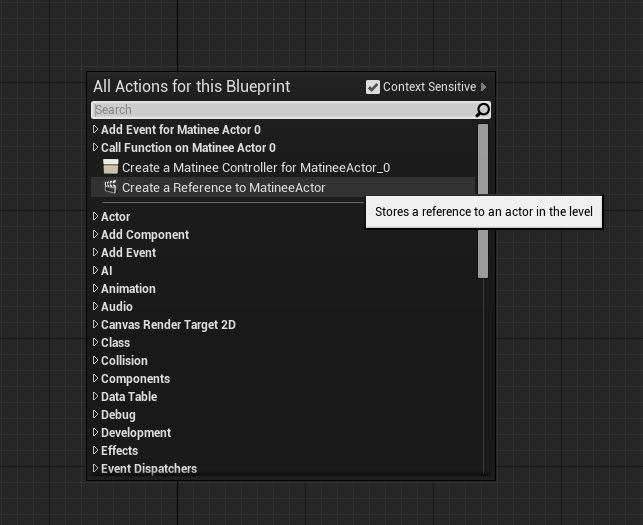 All Actions for this Blueprint
Context Sensitive
Search
Add Event for Matinee Actor 0
Call Function on Matinee Actor 0
Create a Matinee Controller for MatineeActor_0
Create a Reference to MatineeActor
Stores a reference to an actor in the level
Actor
Add Component
Add Event
AI
Animation
Audio
Canvas Render Target 2D
Class
Collision
Components
Data Table
Debug
Development
Effects
Event Dispatchers